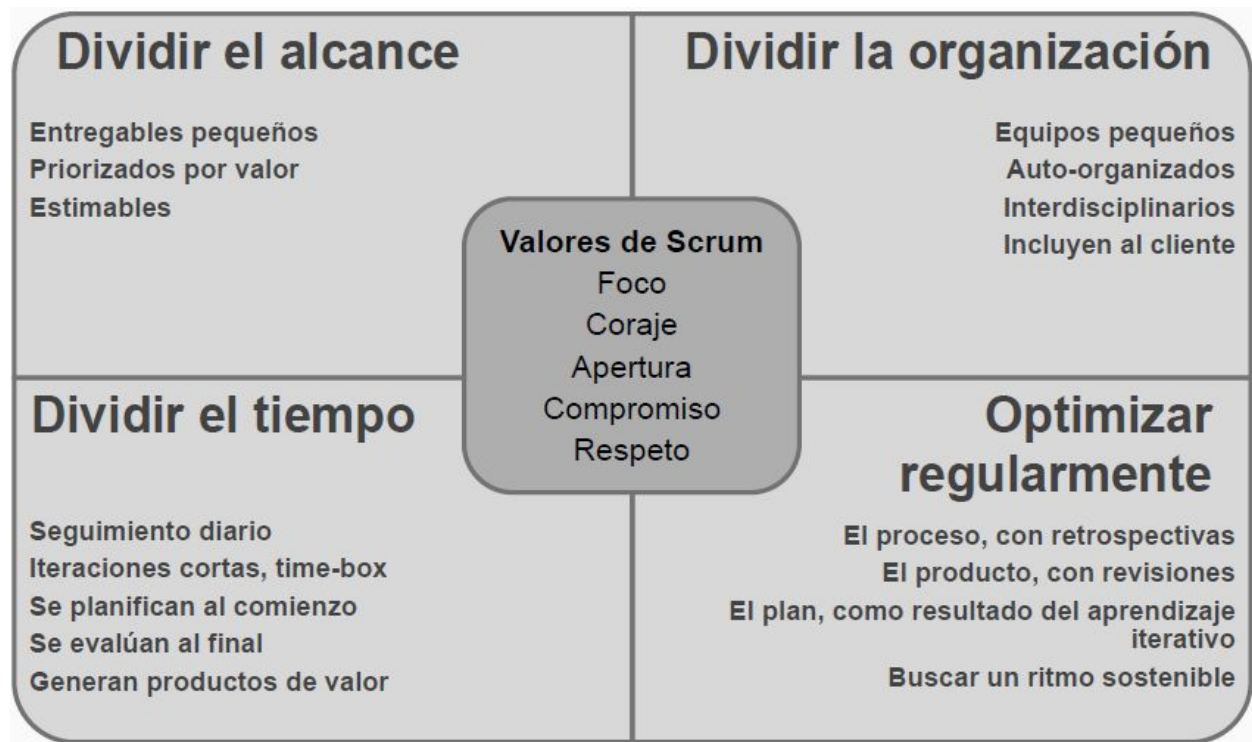 Dividir el alcance
Entregables pequeños
Priorizados por valor
Estimables
Dividir la organización
Equipos pequeños
Auto-organizados
Interdisciplinarios
Incluyen al cliente
Valores de Scrum
Foco
Coraje
Apertura
Compromiso
Respeto
Dividir el tiempo
Seguimiento diario
Iteraciones cortas, time-box
Se planifican al comienzo
Se evalúan al final
Generan productos de valor
Optimizar
regularmente
El proceso, con retrospectivas
El producto, con revisiones
El plan, como resultado del aprendizaje
iterativo
Buscar un ritmo sostenible